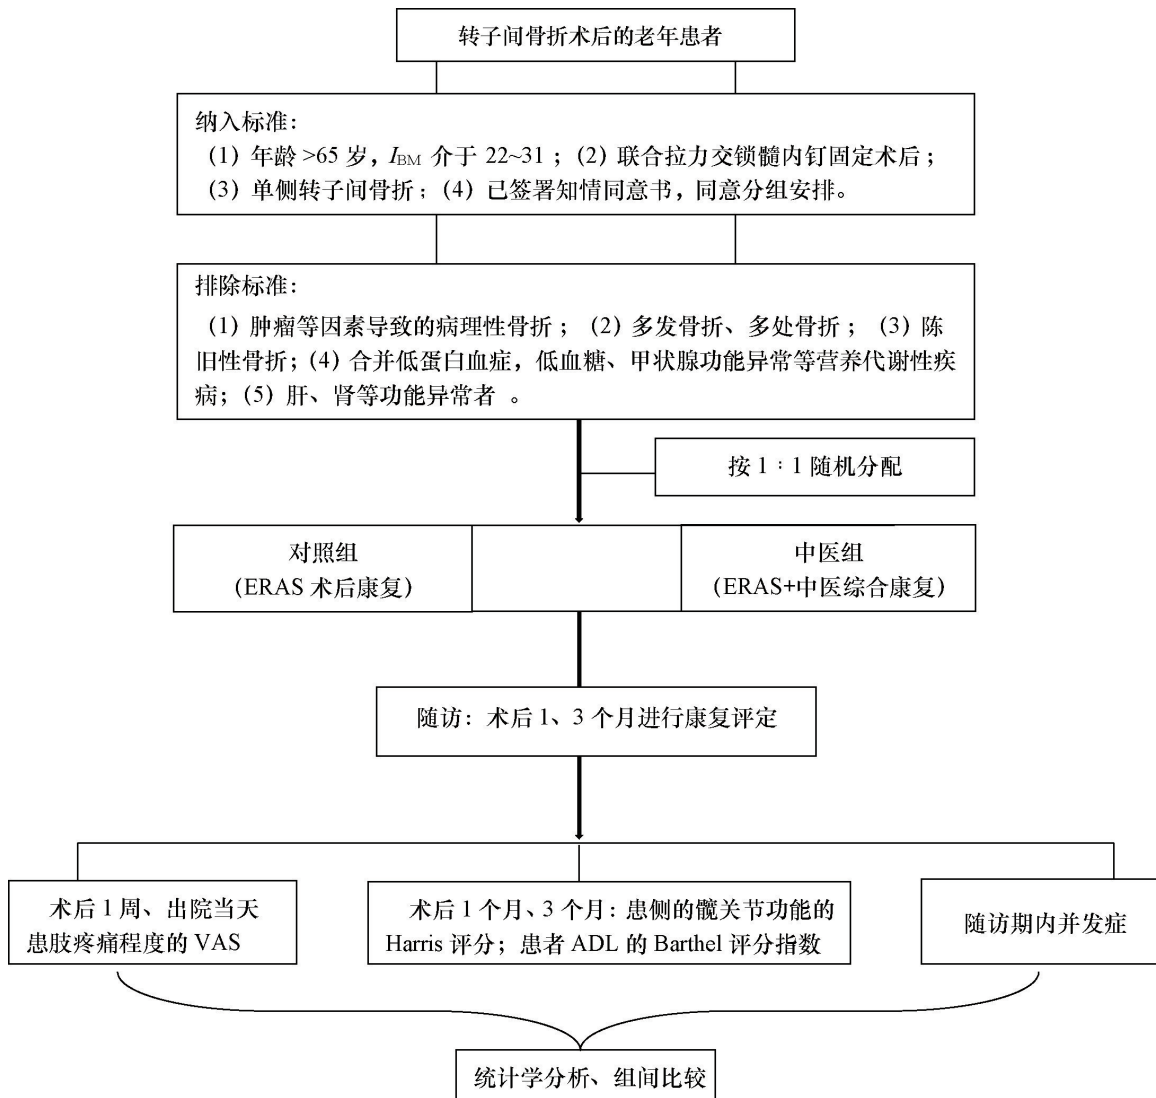 转子间骨折术后的老年患者
纳入标准：
（1）年龄 >65 岁，IBM 介于 22~31；（2）联合拉力交锁髓内钉固定术后；
（3）单侧转子间骨折；（4）已签署知情同意书，同意分组安排。
排除标准：
（1）肿瘤等因素导致的病理性骨折；（2）多发骨折、多处骨折；（3）陈
旧性骨折；（4）合并低蛋白血症，低血糖、甲状腺功能异常等营养代谢性疾
病；（5）肝、肾等功能异常者 。
按 1∶1 随机分配
对照组
（ERAS 术后康复）
中医组
（ERAS+中医综合康复）
随访：术后 1、3 个月进行康复评定
术后 1 周、出院当天
患肢疼痛程度的 VAS
术后 1 个月、3 个月：患侧的髋关节功能的
Harris 评分；患者 ADL 的 Barthel 评分指数
随访期内并发症
统计学分析、组间比较